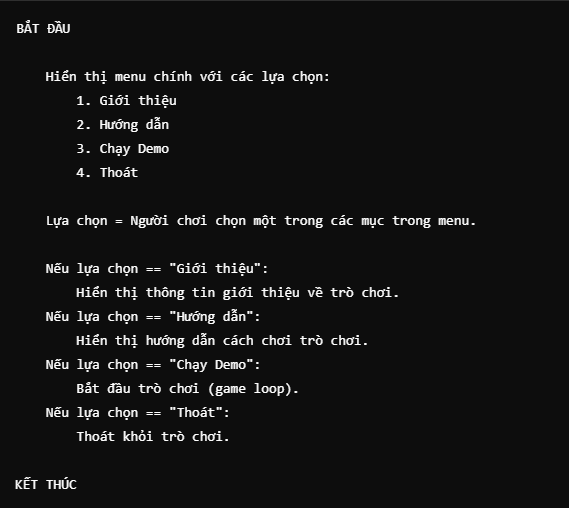 BẮT ĐẦU
Hiển thị menu chính với các lựa chọn:
1. Giới thiệu
2. Hướng dẫn
3. Chạy Demo
4. Thoát
Lựa chọn = Người chơi chọn một trong các mục trong menu.
Nếu lựa chọn == "Giới thiệu":
Hiển thị thông tin giới thiệu về trò chơi.
Nếu lựa chọn == "Hướng dẫn":
Hiển thị hướng dẫn cách chơi trò chơi.
Nếu lựa chọn == "Chạy Demo":
Bắt đầu trò chơi (game loop).
Nếu lựa chọn == "Thoát":
Thoát khỏi trò chơi.
KẾT THÚC